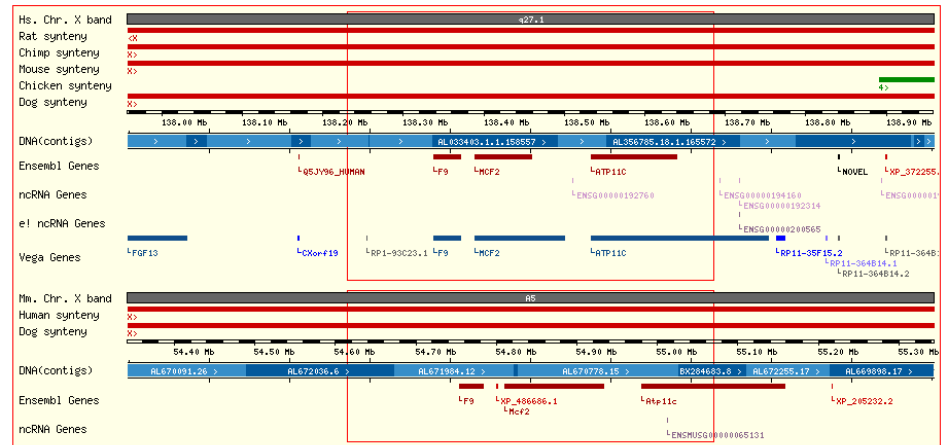 Hs. Chr. X band q27.1
Rat synteny <X
Chimp synteny X>
Mouse synteny X>
Chicken synteny 4>
Dog synteny X>
138.00 Mb 138.10 Mb 138.20 Mb 138.30 Mb 138.40 Mb 138.50 Mb 138.60 Mb 138.70 Mb 138.80 Mb 138.90 Mb
DNA(contigs) > > > > AL033403.1.1.158557 > > AL356785.18.1.165572 > > > > >
Ensembl Genes Q5JY96_HUMAN F9 MCF2 ATP11C NOVEL XP_372255.
ncRNA Genes ENSG00000192760 ENSG00000194160 ENSG0000019
ENSG00000192314
e! ncRNA Genes
ENSG00000200565
Vega Genes
FGF13 CXorf19 RP1-93C23.1 F9 MCF2 ATP11C RP11-35F15.2 RP11-364B1
RP11-364B14.1
RP11-364B14.2
Mm. Chr. X band A5
Human synteny X>
Dog synteny X>
54.40 Mb 54.50 Mb 54.60 Mb 54.70 Mb 54.80 Mb 54.90 Mb 55.00 Mb 55.10 Mb 55.20 Mb 55.30 Mb
DNA(contigs) AL670091.26 > AL672036.6 > AL671984.12 > AL670778.15 > BX284683.8 > AL672255.17 > AL669898.17 >
Ensembl Genes F9 XP_486686.1 Atp11c XP_205232.2
Mcf2
ncRNA Genes ENSMUSG00000065131